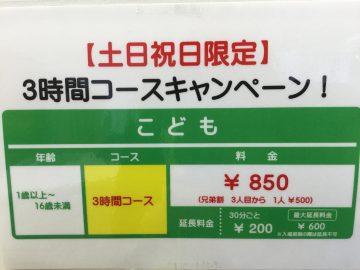 【土日祝日限定】
3時間コースキャンペーン！
こども
年齢 コース 料金
1歳以上～
16歳未満
3時間コース
¥ 850
(兄弟割 3人目から 1人 ¥500)
延長料金
30分ごと
¥ 200
最大延長料金
¥ 600